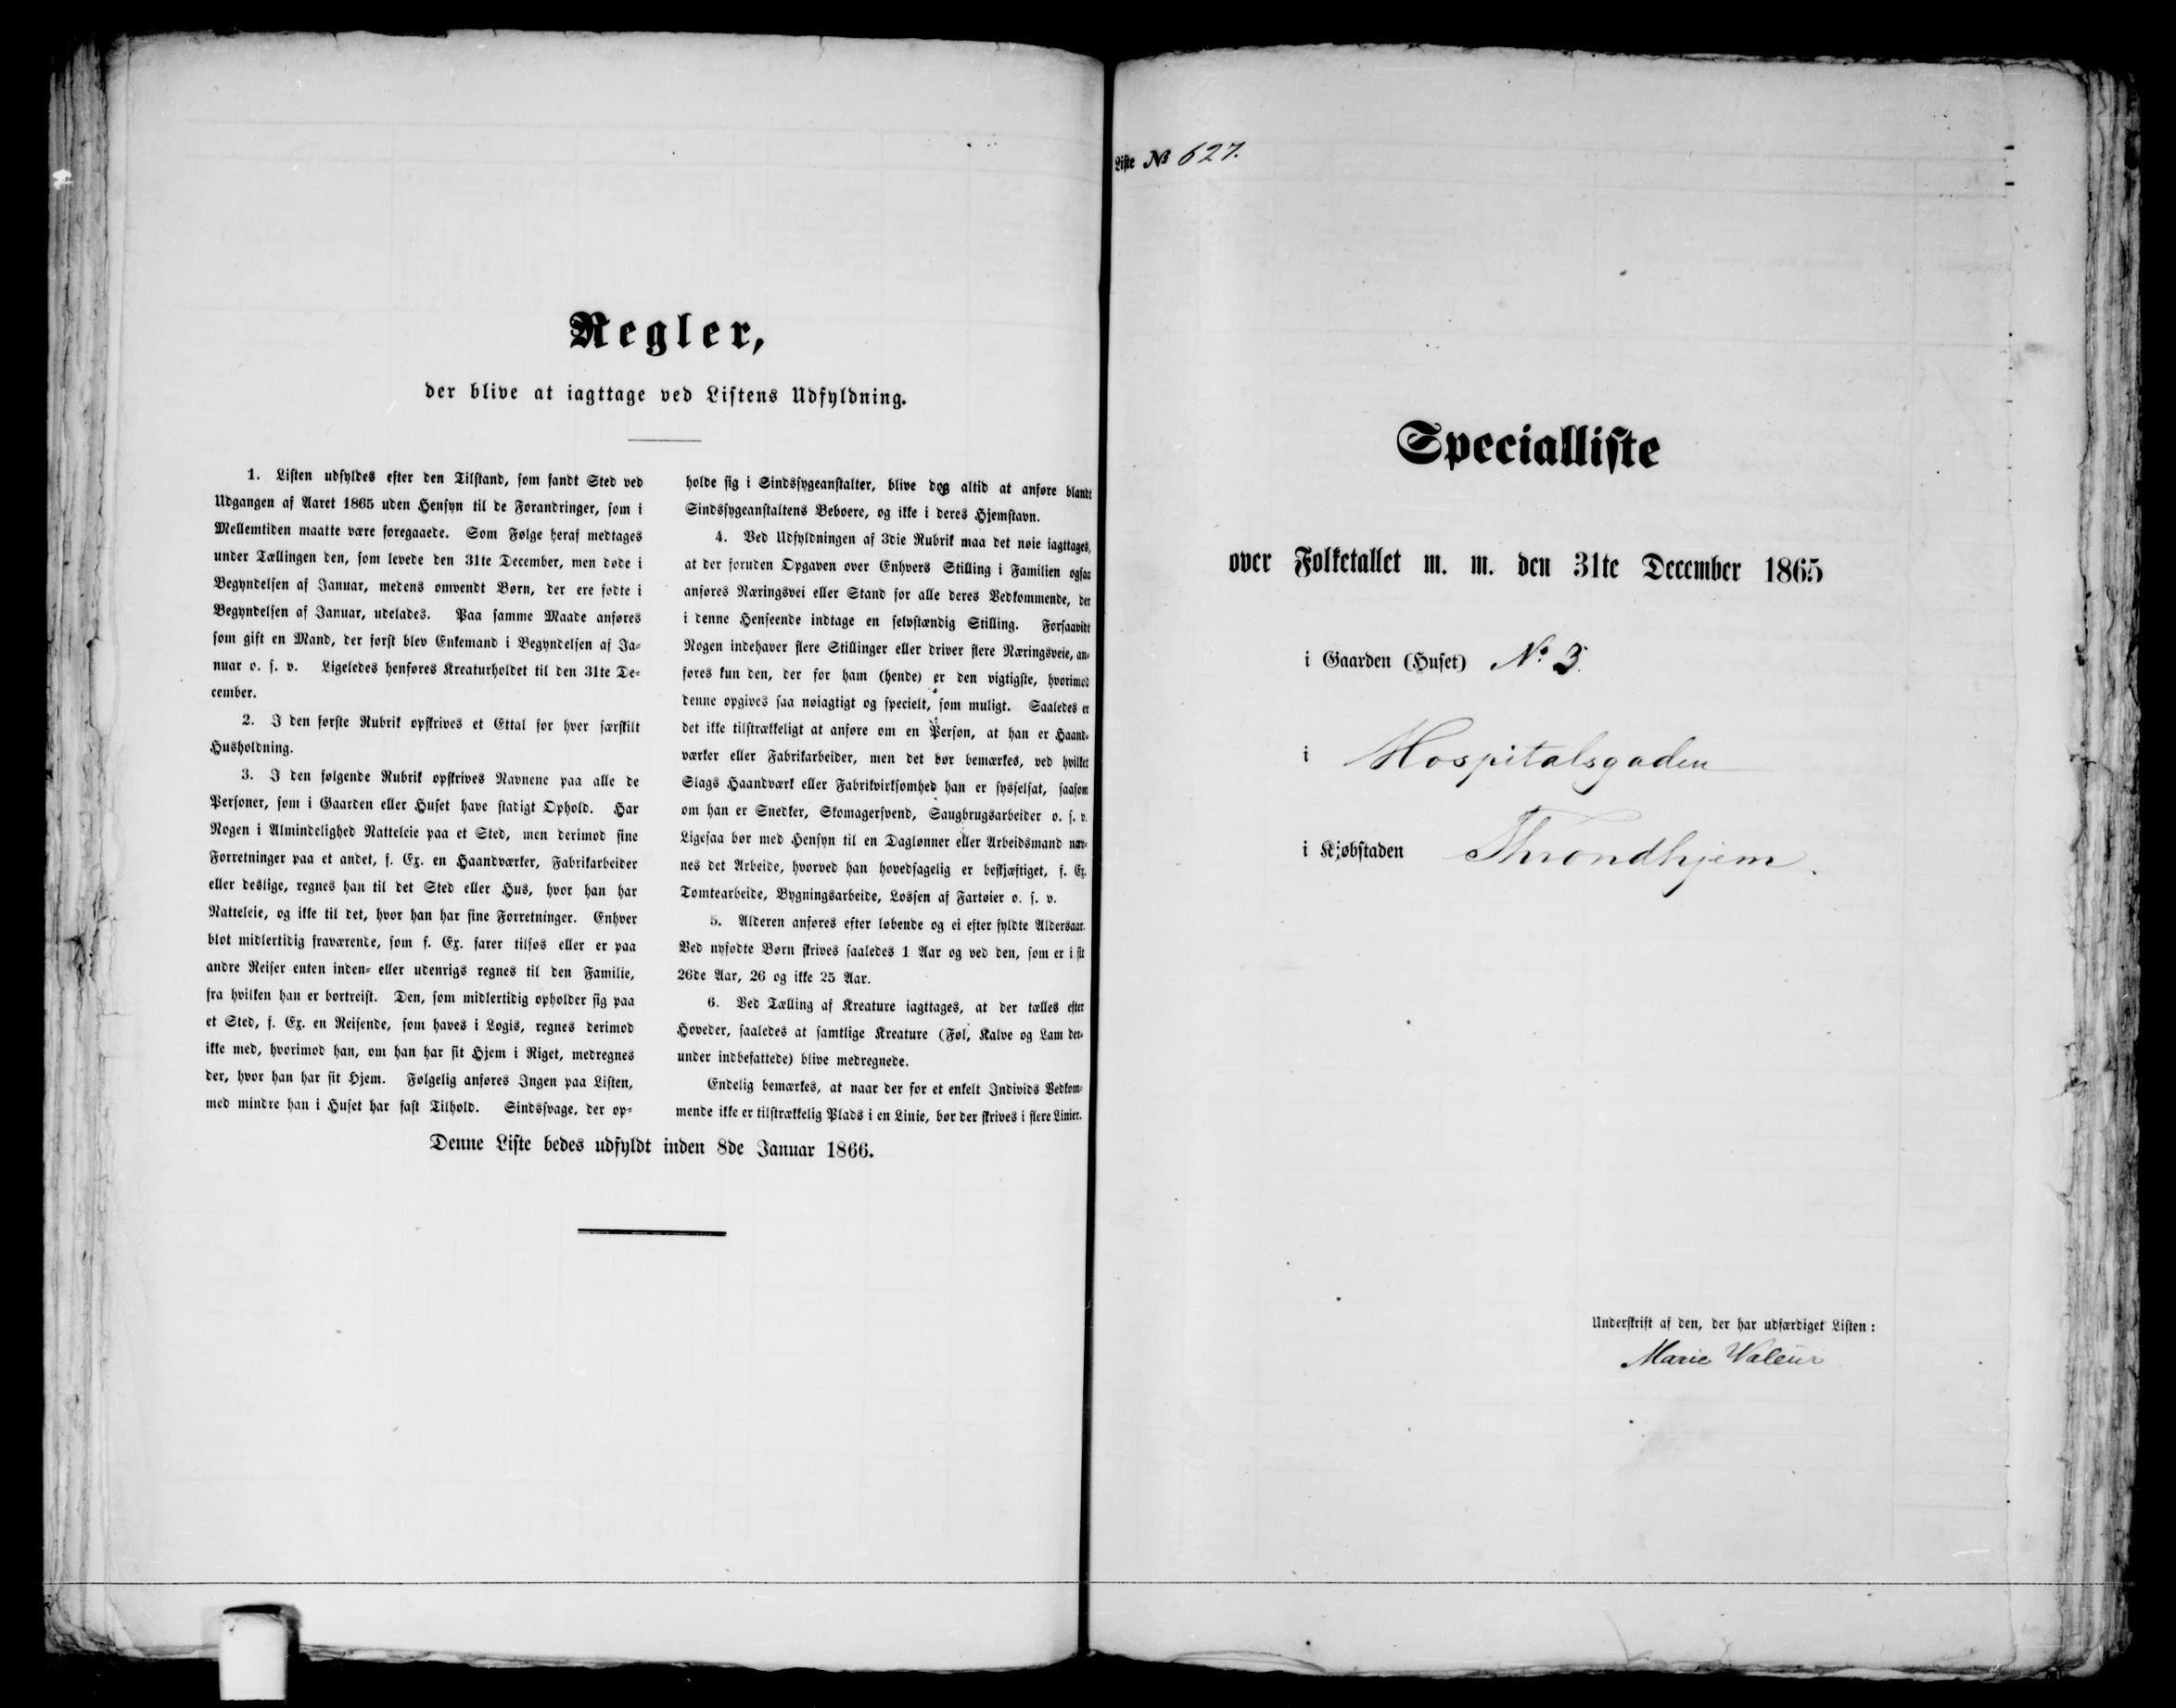 Regler,
der blive at iagttage ved Listens Udfyldning.
1. Listen udfyldes efter den Tilstand, som fandt Sted ved
Udgangen af Aaret 1865 uden Hensyn til de Forandringer, som i
Mellemtiden maatte være foregaaede. Som Følge heraf medtages
under Tællingen den, som levede den 31te December, men døde i
Begyndelsen af Januar, medens omvendt Børn, der ere fødte i
Begyndelsen af Januar, udelades. Paa samme Maade anføres
som gift en Mand, der først blev Enkemand i Begyndelsen af Ja-
nuar o. s. v. Ligeledes henføres Kreaturholdet til den 31te De-
cember.
2. I den første Rubrik opskrives et Ettal for hver særskilt
Husholdning.
3. I den følgende Rubrik opskrives Navnene paa alle de
Personer, som i Gaarden eller Huset have stadigt Ophold. Har
Nogen i Almindelighed Natteleie paa et Sted, men derimod sine
Forretninger paa et andet, f. Ex. en Haandværker, Fabrikarbeider
eller deslige, regnes han til det Sted eller Hus, hvor han har
Natteleie, og ikke til det, hvor han har sine Forretninger. Enhver
blot midlertidig fraværende, som f. Ex. farer tilsøs eller er paa
andre Reiser enten inden- eller udenrigs regnes til den Familie,
fra hvilken han er bortreist. Den, som midlertidig opholder sig paa
et Sted, f. Ex. en Reisende, som haves i Logis, regnes derimod
ikke med, hvorimod han, om han har sit Hjem i Riget, medregnes
der, hvor han har sit Hjem. Følgelig anføres Ingen paa Listen,
med mindre han i Huset har fast Tilhold. Sindssvage, der op-
holde sig i Sindssygeanstalter, blive dog altid at anføre blandt
Sindssygeanstaltens Beboere, og ikke i deres Hjemstavn.
4. Ved Udfyldningen af 3die Rubrik maa det nøie iagttages,
at der foruden Opgaven over Enhvers Stilling i Familien ogsaa
anføres Næringsvei eller Stand for alle deres Vedkommende, der
i denne Henseende indtage en selvstændig Stilling. Forsaavidt
Nogen indehaver flere Stillinger eller driver flere Næringsveie, an-
føres kun den, der for ham (hende) er den vigtigste, hvorimod
denne opgives saa nøiagtigt og specielt, som muligt. Saaledes er
det ikke tilstrækkeligt at anføre om en Person, at han er Haand-
værker eller Fabrikarbeider, men det bør bemærkes, ved hvilket
Slags Haandværk eller Fabrikvirksomhed han er sysselsat, saasom
om han er Snedker, Skomagersvend, Saugbrugsarbeider o. s. v.
Ligesaa bør med Hensyn til en Daglønner eller Arbeidsmand næv-
nes det Arbeide, hvorved han hovedsagelig er beskjæftiget, f. Ex.
Tomtearbeide, Bygningsarbeide, Lossen af Fartøier o. s. v.
5. Alderen anføres efter løbende og ei efter fyldte Aldersaar.
Ved nyfødte Børn skrives saaledes 1 Aar og ved den, som er i sit
26de Aar, 26 og ikke 25 Aar.
6. Ved Tælling af Kreature iagttages, at der tælles efter
Hoveder, saaledes at samtlige Kreature (Føl, Kalve og Lam der-
under indbefattede) blive medregnede.
Endelig bemærkes, at naar der for et enkelt Individs Vedkom-
mende ikke er tilstrækkelig Plads i en Linie, bør der skrives i flere Linier.
Denne Liste bedes udfyldt inden 8de Januar 1866.
Liste № 627.
Specialliste
over Folketallet m. m. den 31te December 1865
i Gaarden (Huset) No 3.
i Hospitalsgaden
i Kjøbstaden Throndhjem.
Underskrift af den, der har udfærdiget Listen:
Marie Waleur